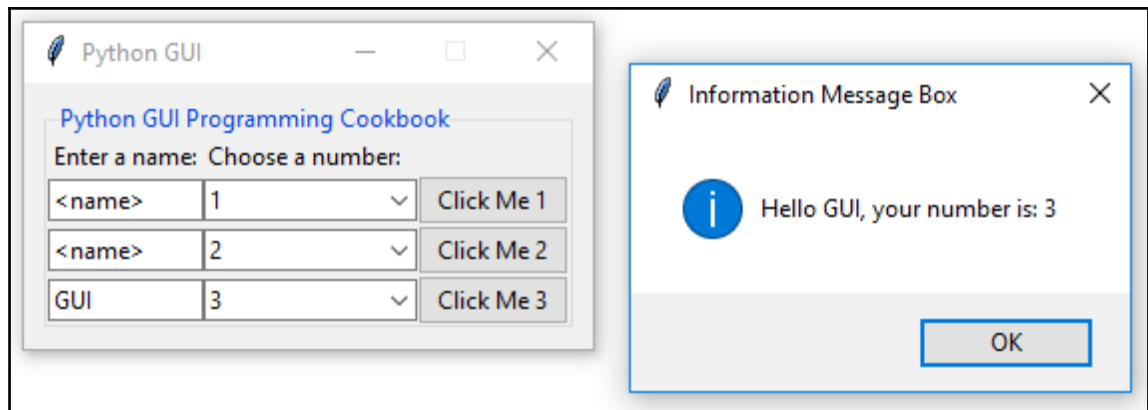 Python GUI
Python GUI Programming Cookbook
Enter a name: Choose a number:
<name> 1 Click Me 1
<name> 2 Click Me 2
GUI 3 Click Me 3
Information Message Box
Hello GUI, your number is: 3
OK